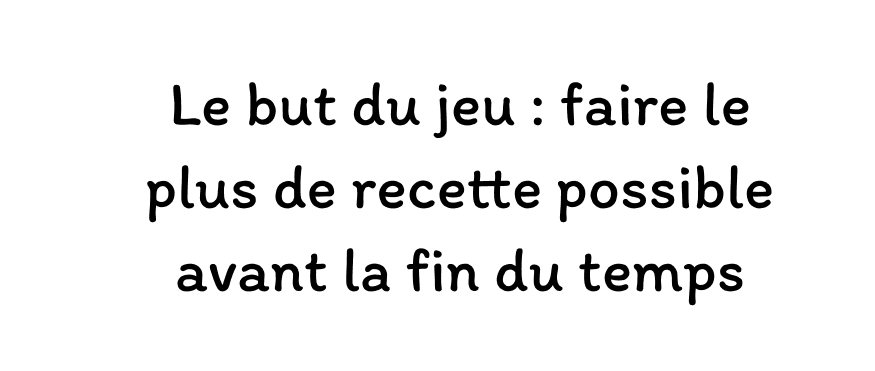 Le but du jeu : faire le
plus de recette possible
avant la fin du temps